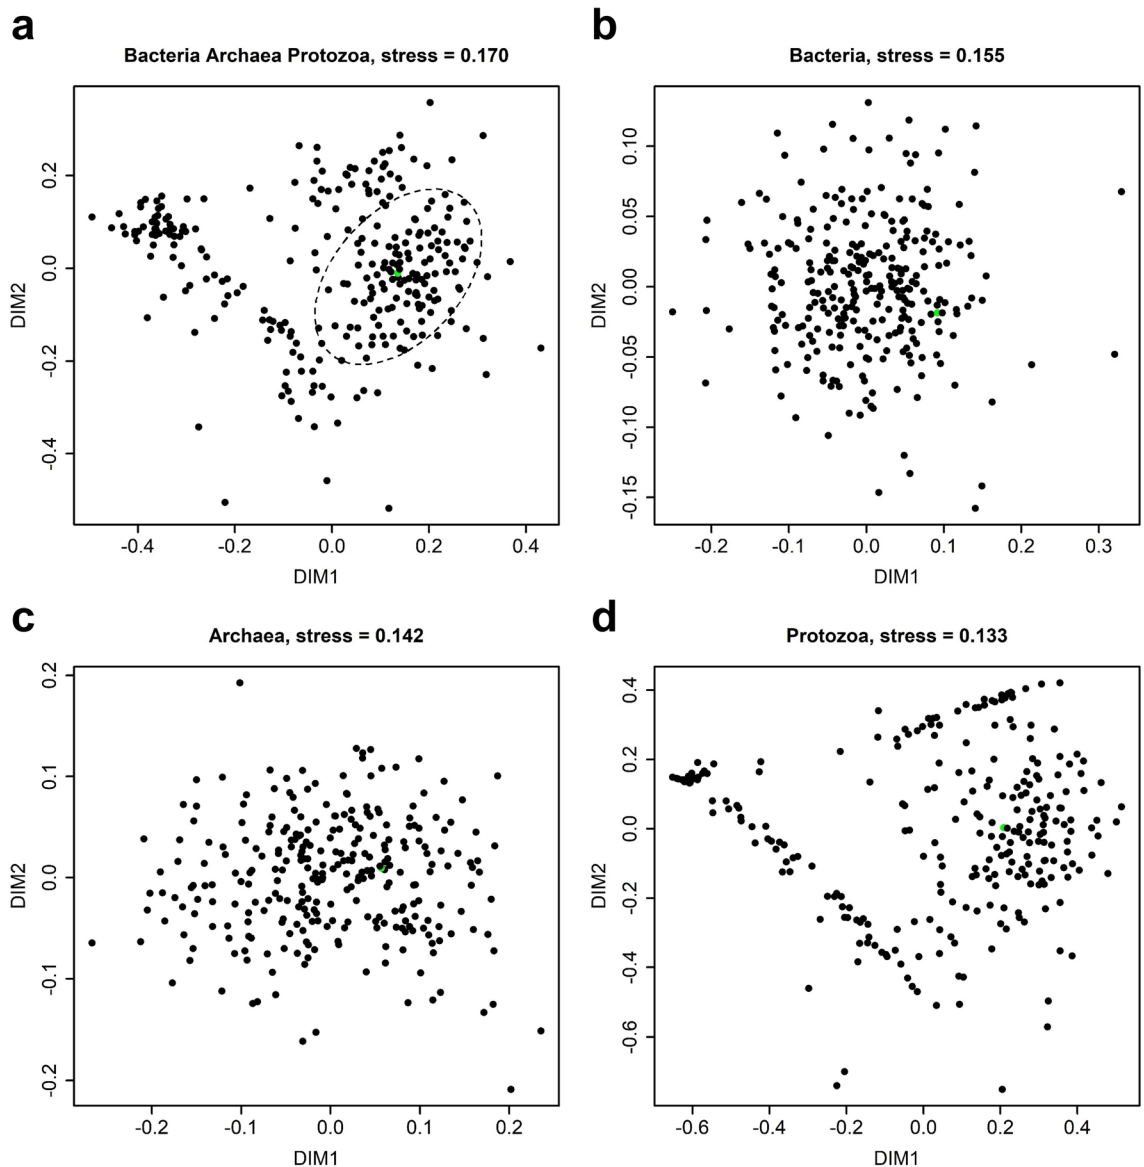 a
Bacteria Archaea Protozoa, stress = 0.170
DIM2
0.2
0.0
-0.2
-0.4
-0.4 -0.2 0.0 0.2 0.4
DIM1
b
Bacteria, stress = 0.155
DIM2
0.10
0.05
0.00
-0.05
-0.10
-0.15
-0.2 -0.1 0.0 0.1 0.2 0.3
DIM1
c
Archaea, stress = 0.142
DIM2
0.2
0.1
0.0
-0.1
-0.2
-0.2 -0.1 0.0 0.1 0.2
DIM1
d
Protozoa, stress = 0.133
DIM2
0.4
0.2
0.0
-0.2
-0.4
-0.6
-0.6 -0.4 -0.2 0.0 0.2 0.4
DIM1